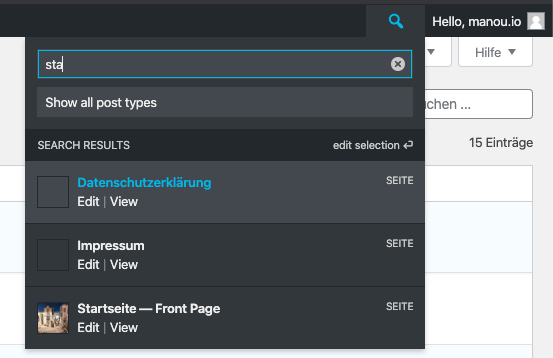 Hello, manou.io
sta
Hilfe
Show all post types
chen ...
SEARCH RESULTS edit selection
15 Einträge
Datenschutzerklärung SEITE
Edit | View
Impressum SEITE
Edit | View
Startseite — Front Page SEITE
Edit | View